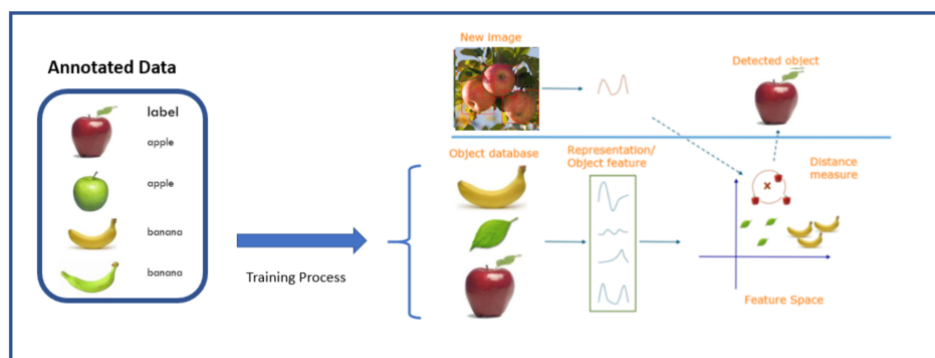 Annotated Data
label
apple
apple
banana
banana
Training Process
New Image
Detected object
Object database
Representation/
Object feature
Distance
measure
x
Feature Space